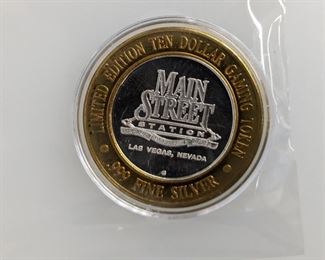 LIMITED EDITION TEN DOLLAR GAMING TOKEN
MAIN
STREET
STATION
LAS VEGAS, NEVADA
.999 FINE SILVER